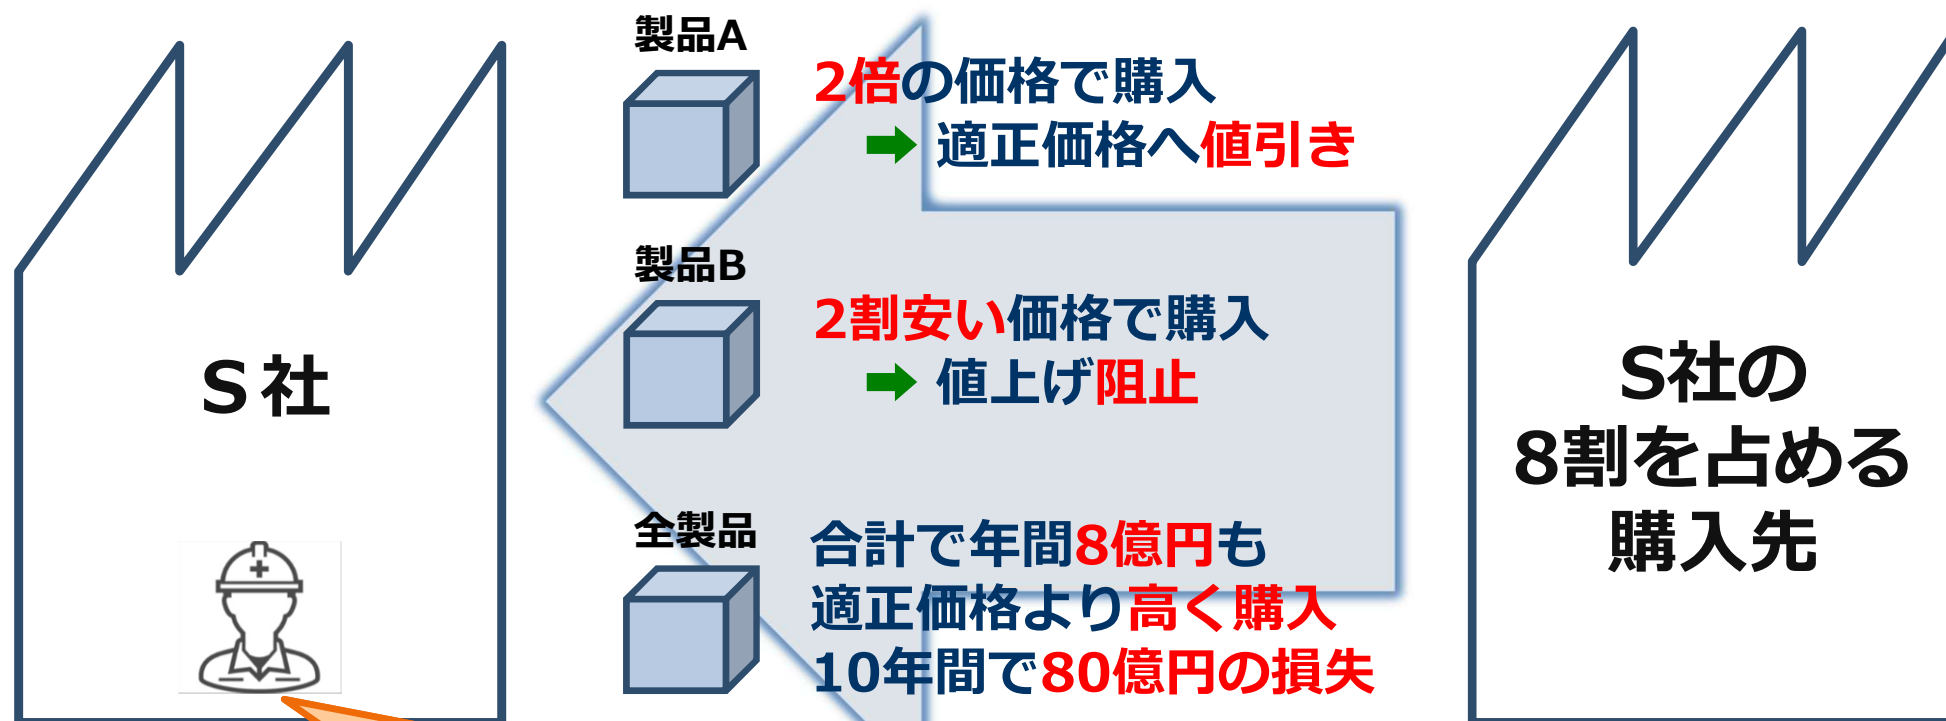 製品A
2倍の価格で購入
適正価格へ値引き
製品B
2割安い価格で購入
値上げ阻止
全製品
合計で年間8億円も
適正価格より高く購入
10年間で80億円の損失
S社
S社の
8割を占める
購入先